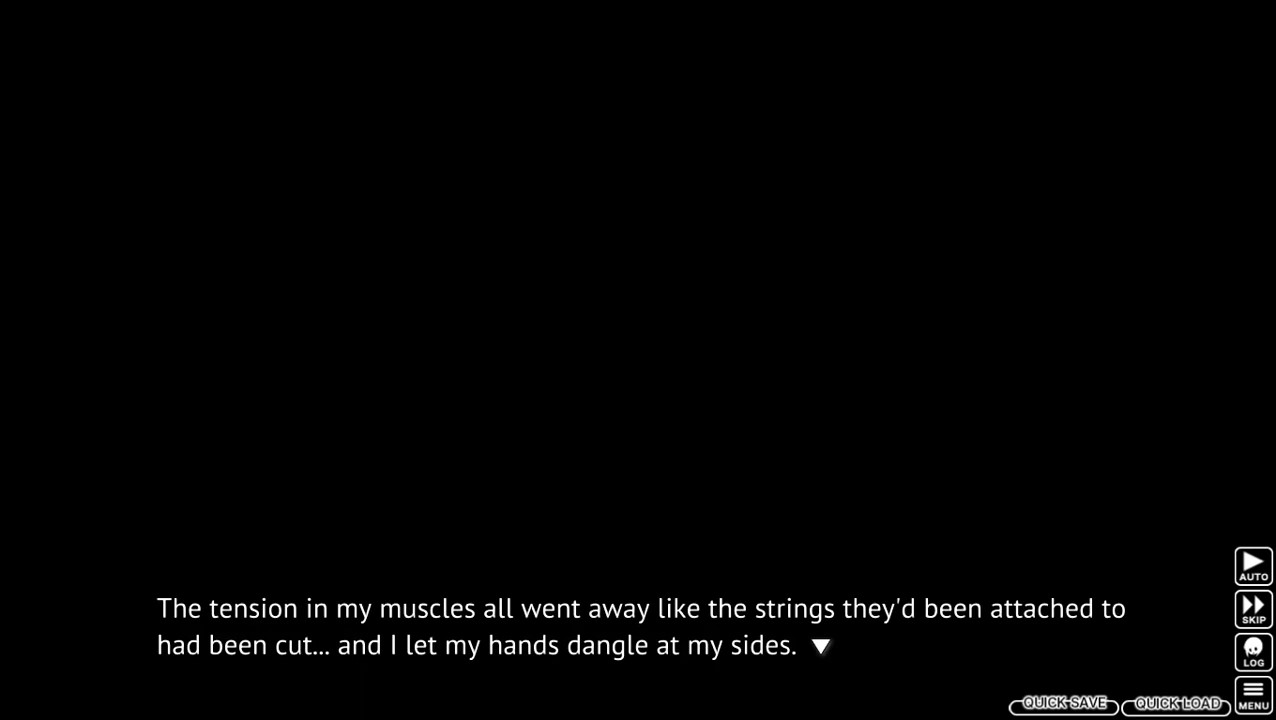 The tension in my muscles all went away like the strings they'd been attached to
had been cut... and I let my hands dangle at my sides.
AUTO
SKIP
LOG
MENU
QUICK SAVE
QUICK LOAD